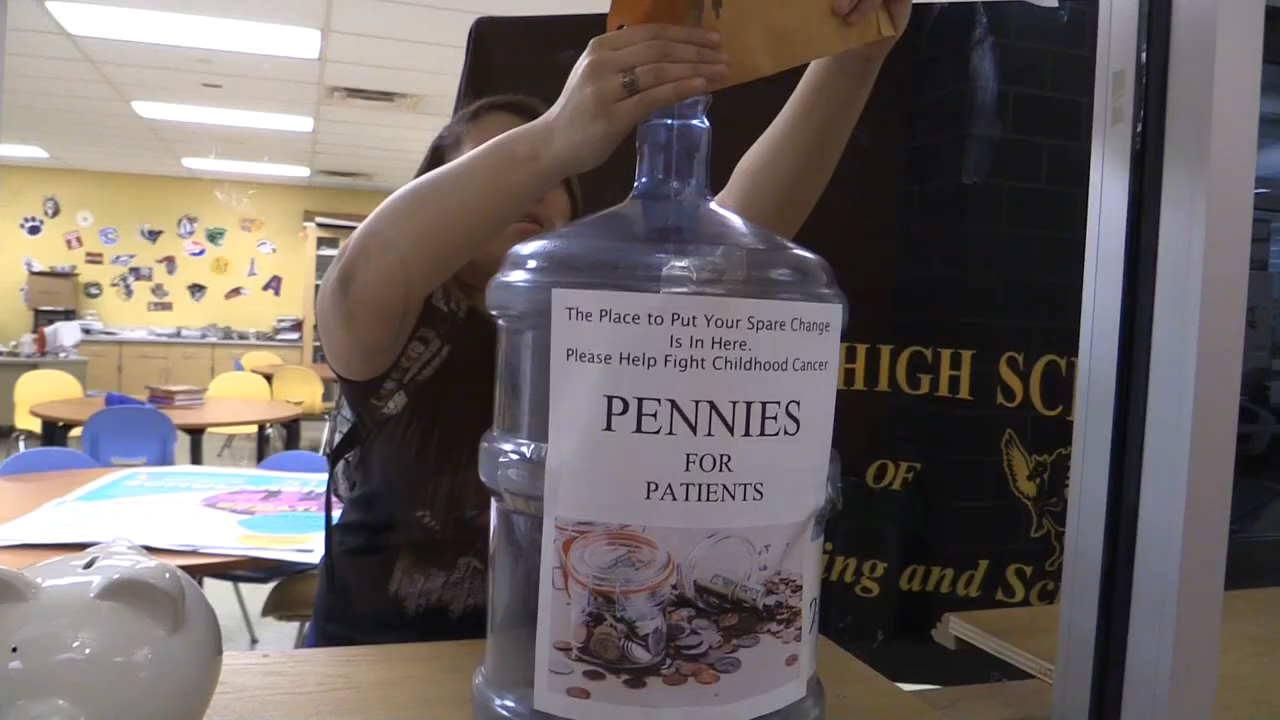 The Place to Put Your Spare Change
Is In Here.
Please Help Fight Childhood Cancer
PENNIES
FOR
PATIENTS
HIGH SC
OF
ing and Sc